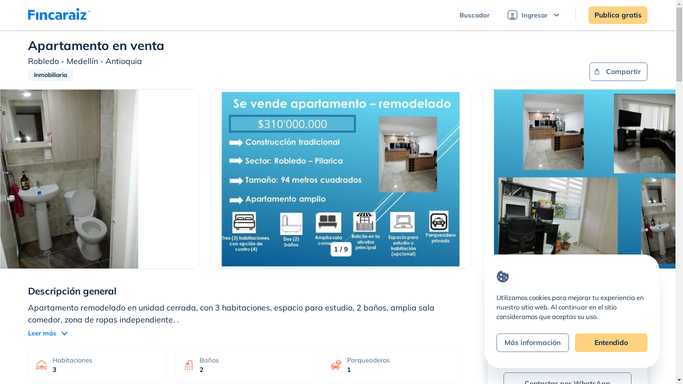 Fincaraiz
Buscador
Ingresar
Publica gratis
Apartamento en venta
Robledo - Medellín - Antioquia
Inmobiliaria
Compartir
Se vende apartamento – remodelado
$310'000.000
Construcción tradicional
Sector: Robledo – Pilarica
Tamaño: 94 metros cuadrados
Apartamento amplio
Tres (3) habitaciones con opción de cuatro (4)
Dos (2) baños
Amplia sala
Balcón en la alcoba principal
Espacio para estudio o habitación (opcional)
Parqueadero privado
1 / 9
Descripción general
Apartamento remodelado en unidad cerrada, con 3 habitaciones, espacio para estudio, 2 baños, amplia sala
comedor, zona de ropas independiente. .
Leer más
Habitaciones
3
Baños
2
Parqueaderos
1
Utilizamos cookies para mejorar tu experiencia en
nuestro sitio web. Al continuar en el sitio
consideramos que aceptas su uso.
Más información
Entendido
Contactar por WhatsApp